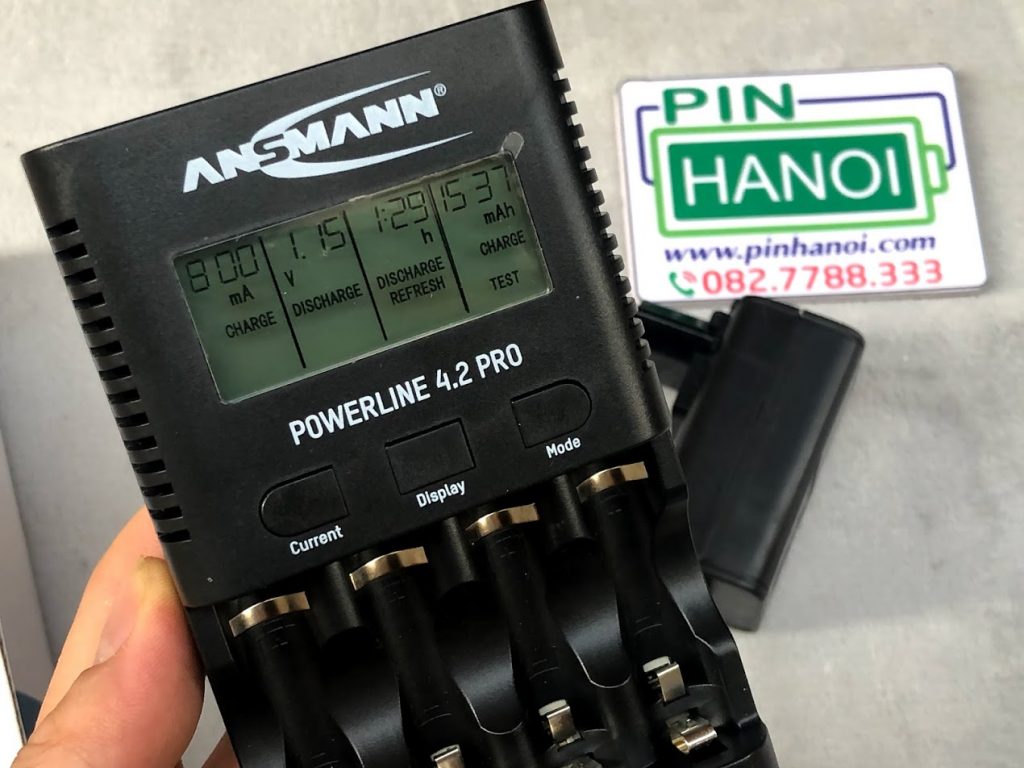 ANSMANN®
800 1.15 1:29 1537
mA V h mAh
CHARGE DISCHARGE DISCHARGE REFRESH CHARGE TEST
POWERLINE 4.2 PRO
Current Display Mode
PIN
HANOI
www.pinhanoi.com
082.7788.333